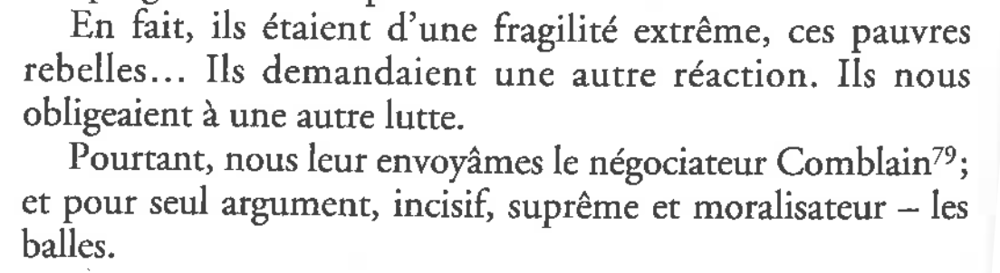 En fait, ils étaient d’une fragilité extrême, ces pauvres
rebelles... Ils demandaient une autre réaction. Ils nous
obligeaient à une autre lutte.
Pourtant, nous leur envoyâmes le négociateur Comblain79;
et pour seul argument, incisif, suprême et moralisateur – les
balles.